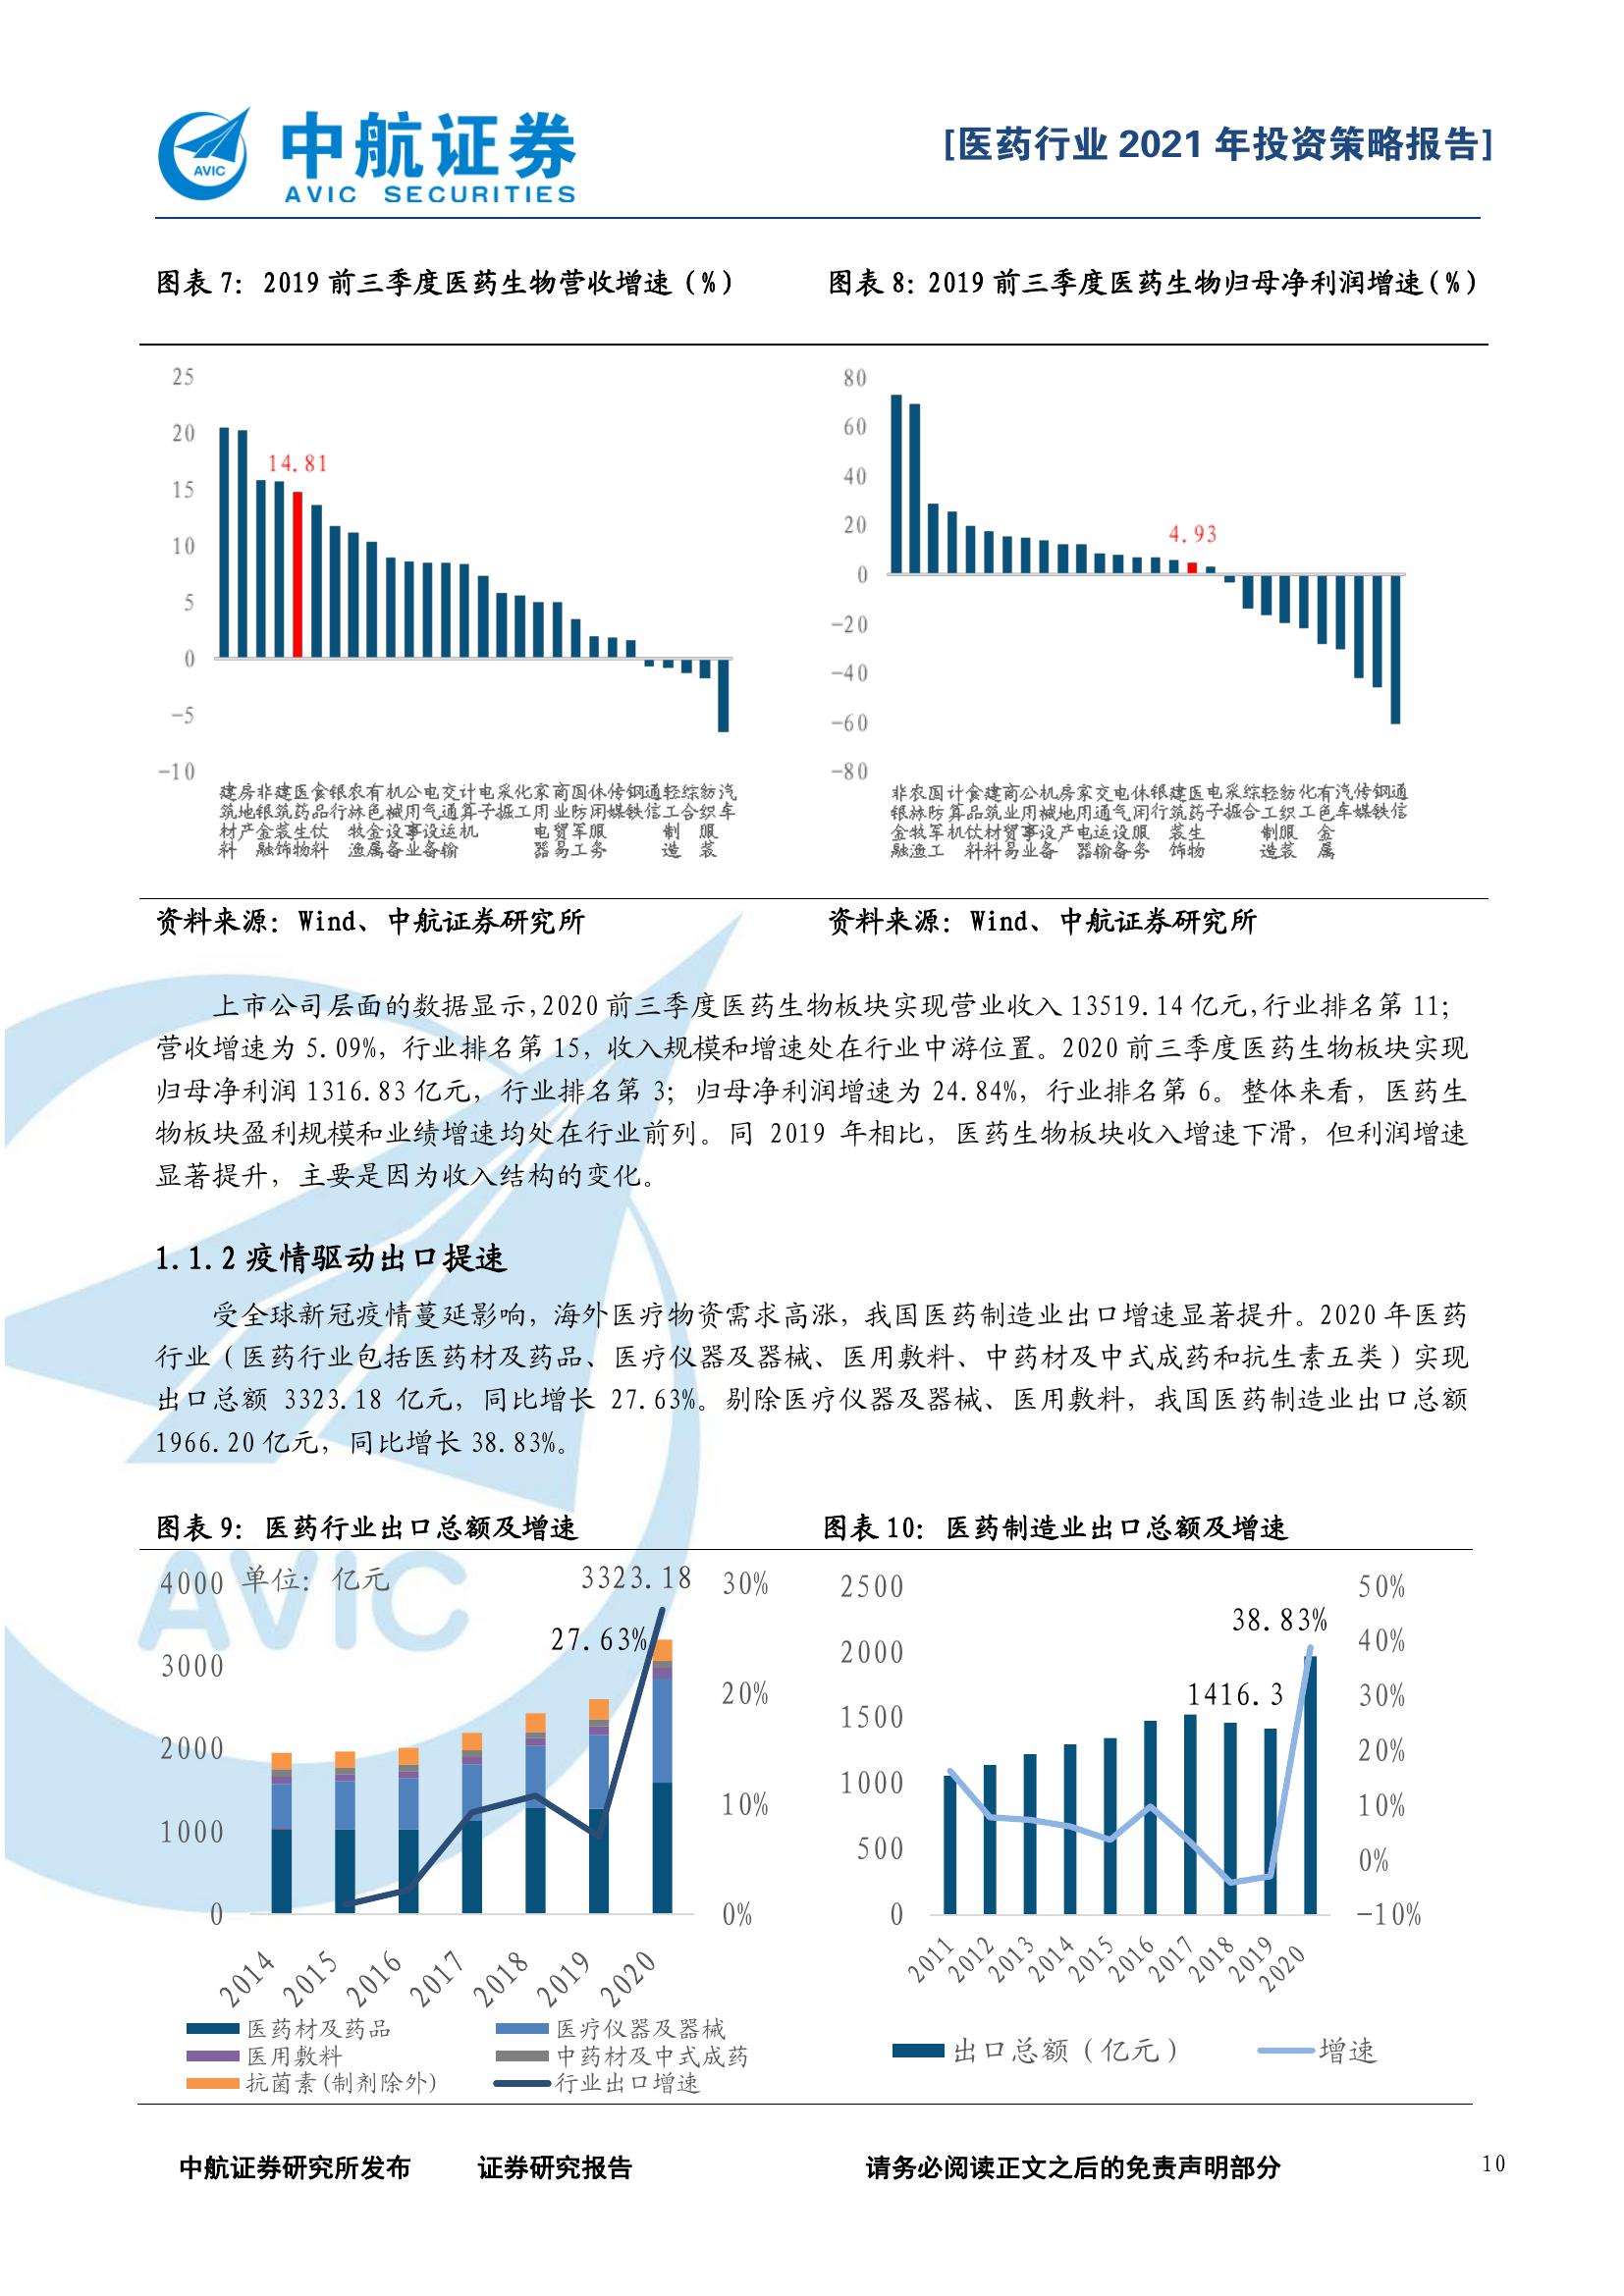 中航证券
AVIC SECURITIES
AVIC
[医药行业 2021 年投资策略报告]
图表 7: 2019 前三季度医药生物营收增速（%）
图表 8: 2019 前三季度医药生物归母净利润增速(%)
25
20
15
10
5
0
-5
-10
14.81
建筑材料 房地产 非银金融 建筑装饰 医药生物 食品饮料 银行 农林牧渔 有色金属 机械设备 公用事业 电气设备 交通运输 计算机 电子 采掘 化工 家用电器 商业贸易 国防军工 休闲服务 传媒 钢铁 通信 轻工制造 综合 纺织服装 汽车
80
60
40
20
0
-20
-40
-60
-80
4.93
非银金融 农林牧渔 国防军工 计算机 食品饮料 建筑材料 商业贸易 公用事业 机械设备 房地产 家用电器 交通运输 电气设备 休闲服务 银行 建筑装饰 医药生物 电子 采掘 综合 轻工制造 纺织服装 化工 有色金属 汽车 传媒 钢铁 通信
资料来源: Wind、中航证券研究所
资料来源: Wind、中航证券研究所
上市公司层面的数据显示,2020 前三季度医药生物板块实现营业收入 13519.14 亿元,行业排名第 11;
营收增速为 5.09%, 行业排名第 15, 收入规模和增速处在行业中游位置。2020 前三季度医药生物板块实现
归母净利润 1316.83 亿元, 行业排名第 3; 归母净利润增速为 24.84%, 行业排名第 6。整体来看, 医药生
物板块盈利规模和业绩增速均处在行业前列。同 2019 年相比, 医药生物板块收入增速下滑, 但利润增速
显著提升, 主要是因为收入结构的变化。
1.1.2 疫情驱动出口提速
受全球新冠疫情蔓延影响, 海外医疗物资需求高涨, 我国医药制造业出口增速显著提升。2020 年医药
行业（医药行业包括医药材及药品、医疗仪器及器械、医用敷料、中药材及中式成药和抗生素五类）实现
出口总额 3323.18 亿元, 同比增长 27.63%。剔除医疗仪器及器械、医用敷料, 我国医药制造业出口总额
1966.20 亿元, 同比增长 38.83%。
图表 9: 医药行业出口总额及增速
图表 10: 医药制造业出口总额及增速
AVIC
单位: 亿元
4000
3000
2000
1000
0
3323.18
27.63%
30%
20%
10%
0%
2014 2015 2016 2017 2018 2019 2020
医药材及药品 医疗仪器及器械
医用敷料 中药材及中式成药
抗菌素(制剂除外) 行业出口增速
2500
2000
1500
1000
500
0
38.83%
1416.3
50%
40%
30%
20%
10%
0%
-10%
2011 2012 2013 2014 2015 2016 2017 2018 2019 2020
出口总额（亿元） 增速
中航证券研究所发布 证券研究报告 请务必阅读正文之后的免责声明部分 10